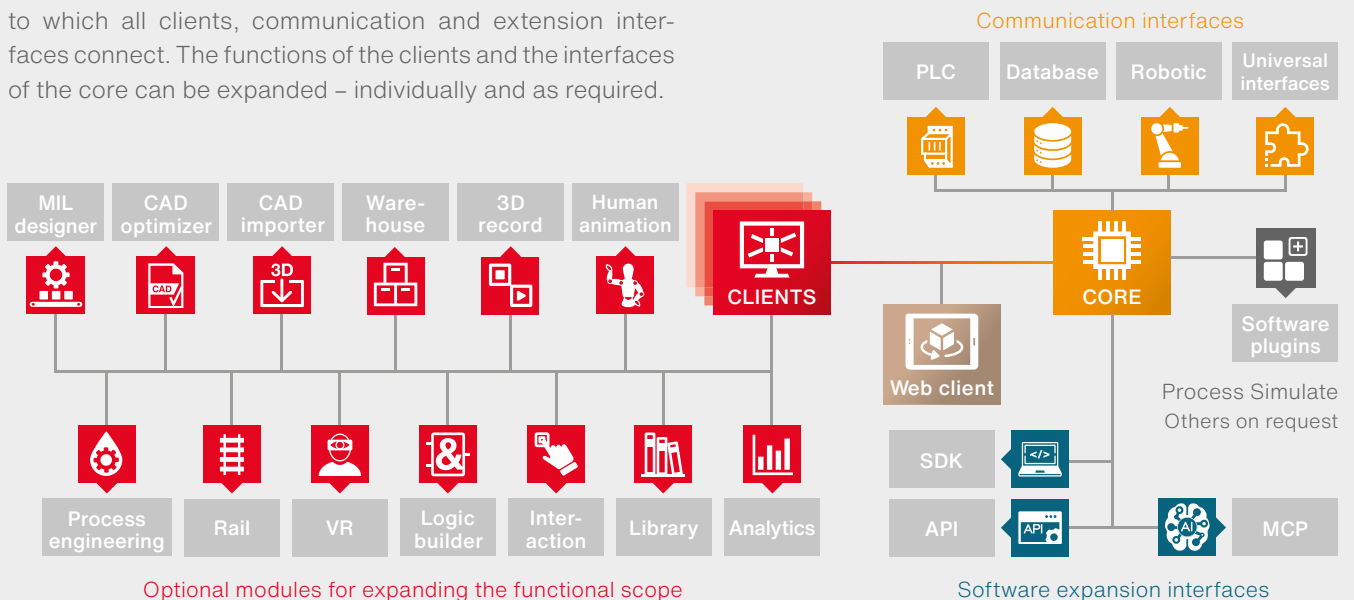 to which all clients, communication and extension inter-
faces connect. The functions of the clients and the interfaces
of the core can be expanded – individually and as required.
Communication interfaces
PLC
Database
Robotic
Universal
interfaces
MIL
designer
CAD
optimizer
CAD
importer
Ware-
house
3D
record
Human
animation
CAD
3D
CLIENTS
CORE
Software
plugins
Web client
Process Simulate
Others on request
&
SDK
</>
Process
engineering
Rail
VR
Logic
builder
Inter-
action
Library
Analytics
API
API
AI
MCP
Optional modules for expanding the functional scope
Software expansion interfaces